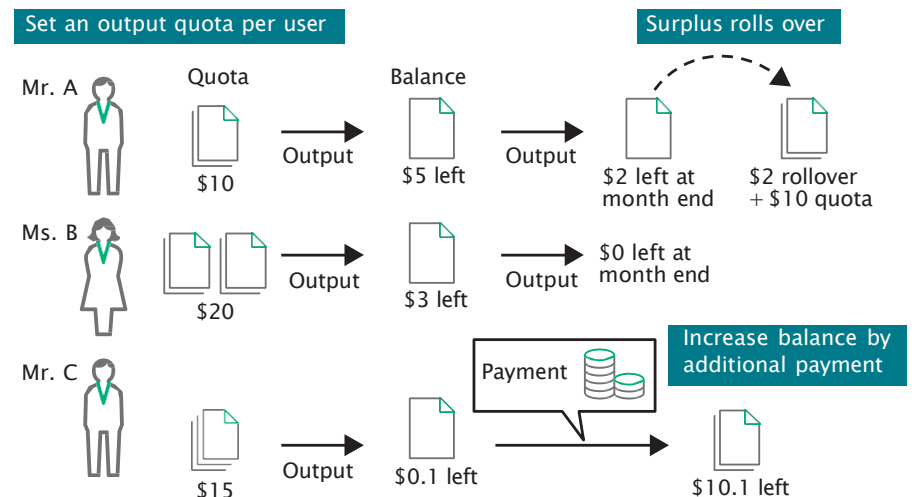 Set an output quota per user
Surplus rolls over
Mr. A
Quota
Balance
Output
Output
$10
$5 left
$2 left at
month end
$2 rollover
+ $10 quota
Ms. B
Output
Output
$20
$3 left
$0 left at
month end
Increase balance by
additional payment
Mr. C
Payment
Output
$15
$0.1 left
$10.1 left